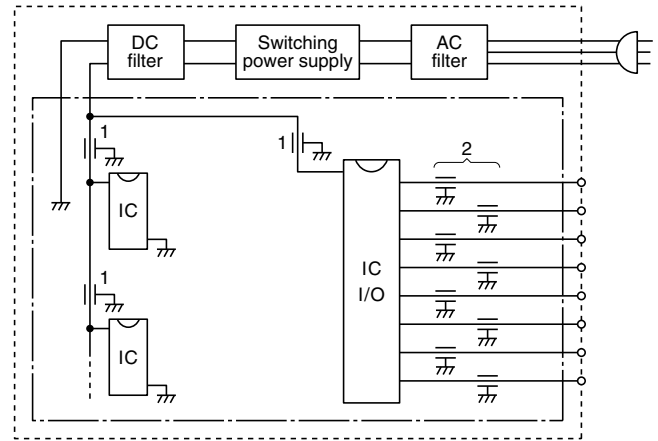 DC
filter
Switching
power supply
AC
filter
1
1
2
IC
IC
I/O
1
IC